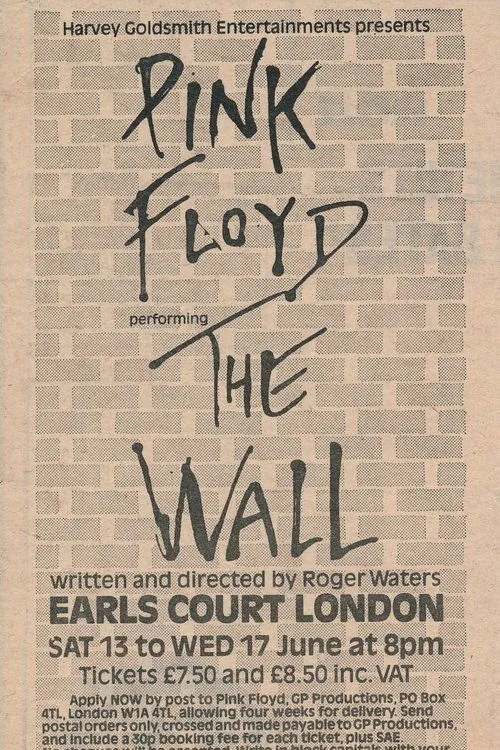 Harvey Goldsmith Entertainments presents
PINK
FLOYD
performing
THE
WALL
written and directed by Roger Waters
EARLS COURT LONDON
SAT 13 to WED 17 June at 8pm
Tickets £7.50 and £8.50 inc. VAT
Apply NOW by post to Pink Floyd, GP Productions, PO Box
4TL, London W1A 4TL, allowing four weeks for delivery. Send
postal orders only, crossed and made payable to GP Productions,
and include a 30p booking fee for each ticket, plus SAE.